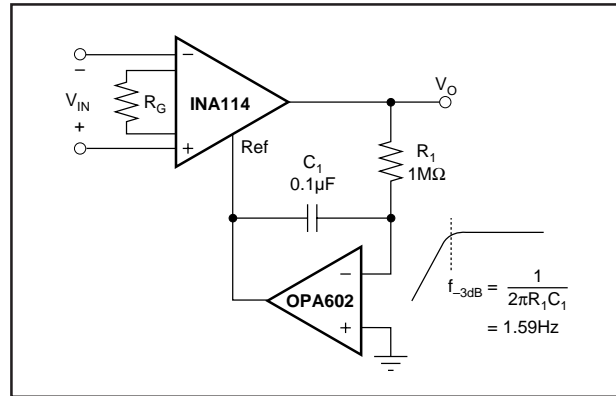 −
V_IN
+
R_G
−
INA114
+
Ref
V_O
R_1
1MΩ
C_1
0.1µF
−
OPA602
+
f_–3dB = 1 / 2πR_1C_1
= 1.59Hz